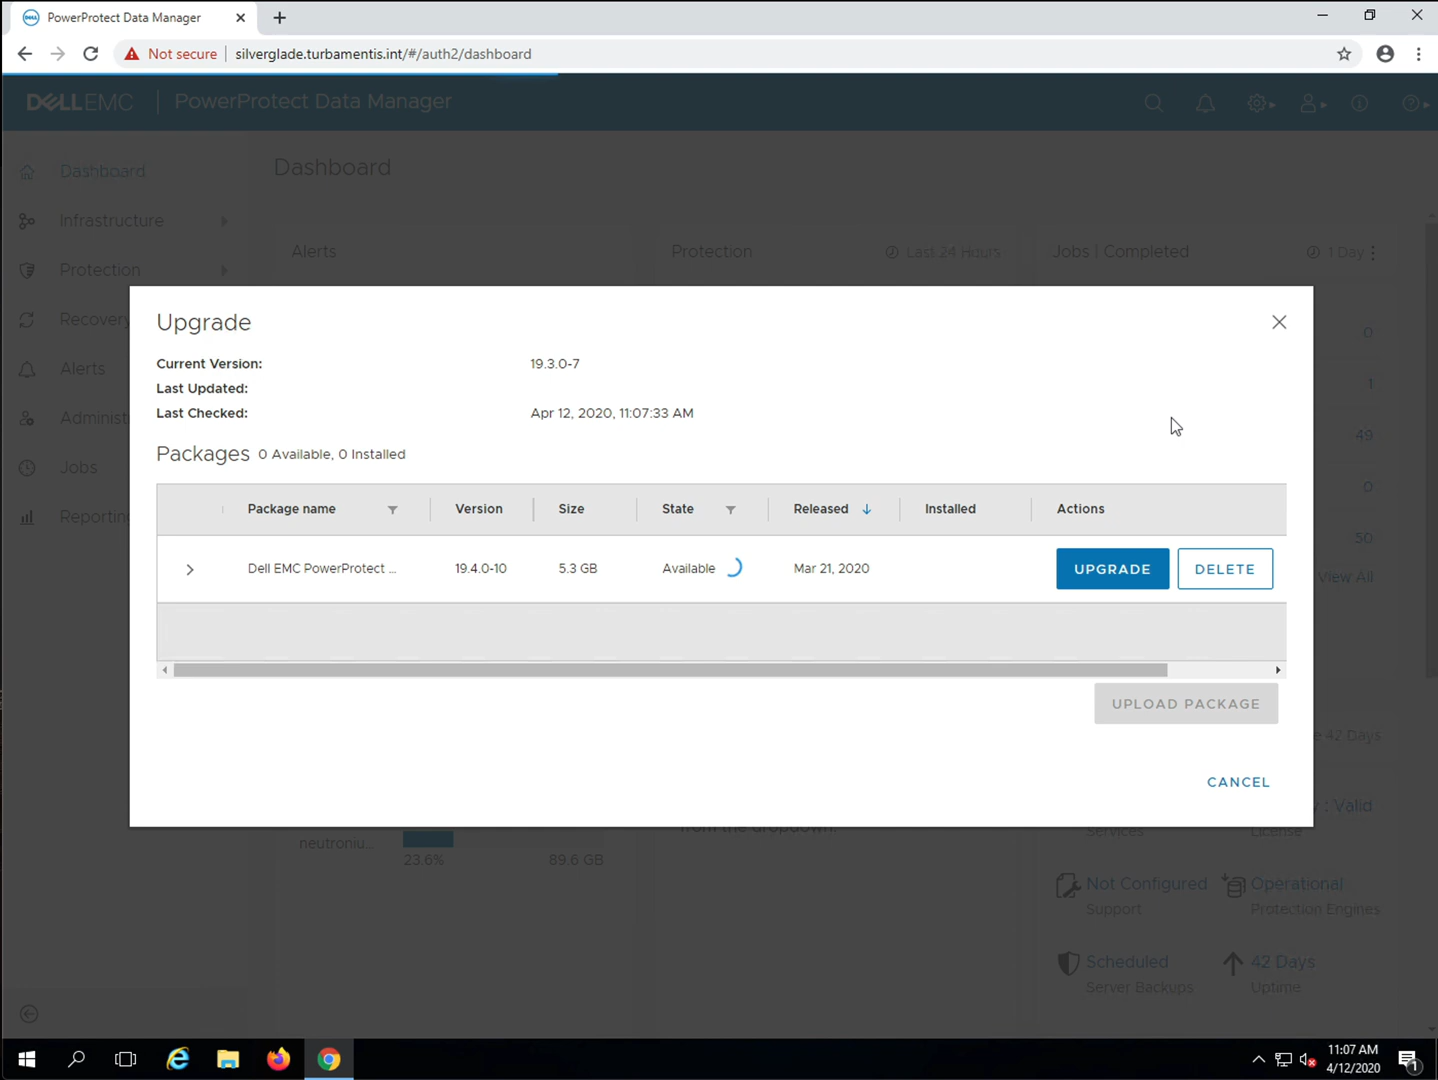 PowerProtect Data Manager
Not secure
silverglade.turbamentis.int/#/auth2/dashboard
DELLEMC
PowerProtect Data Manager
Dashboard
Infrastructure
Protection
Recovery
Alerts
Administ
Jobs
Reporting
Dashboard
Alerts
Protection
Last 24 Hours
Jobs | Completed
1 Day
0
1
49
0
50
View All
Upgrade
Current Version: 19.3.0-7
Last Updated:
Last Checked: Apr 12, 2020, 11:07:33 AM
Packages 0 Available, 0 Installed
Package name Version Size State Released Installed Actions
Dell EMC PowerProtect ... 19.4.0-10 5.3 GB Available Mar 21, 2020 UPGRADE DELETE
UPLOAD PACKAGE
CANCEL
e 42 Days
: Valid
Services
License
from the dropdown.
neutroniu...
23.6%
89.6 GB
Not Configured
Support
Operational
Protection Engines
Scheduled
Server Backups
42 Days
Uptime
11:07 AM
4/12/2020
1